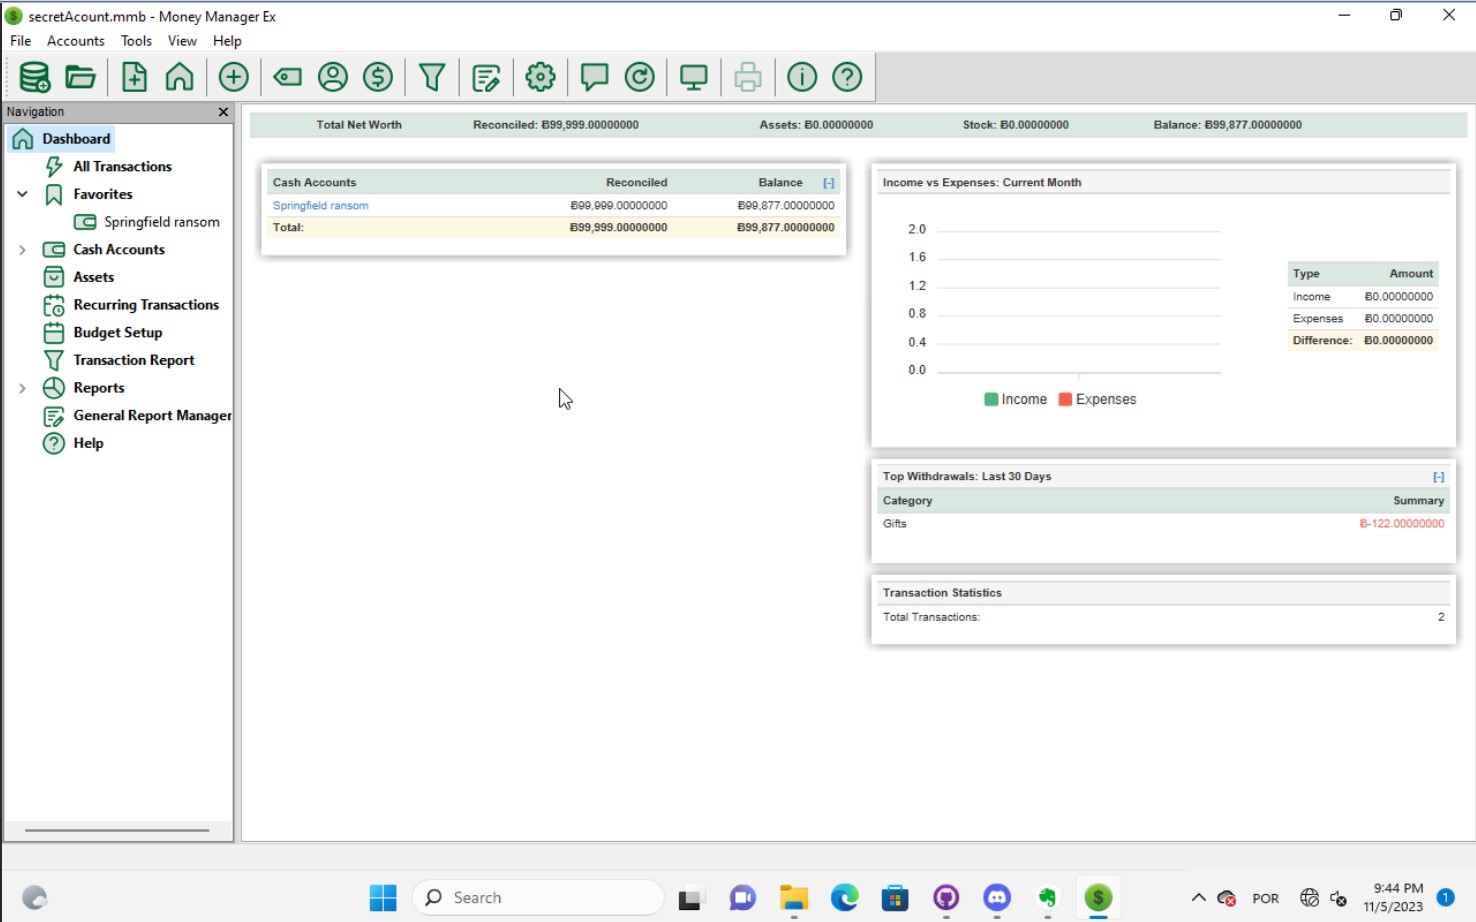 secretAcount.mmb - Money Manager Ex
File Accounts Tools View Help
Navigation
Dashboard
All Transactions
Favorites
Springfield ransom
Cash Accounts
Assets
Recurring Transactions
Budget Setup
Transaction Report
Reports
General Report Manager
Help
Total Net Worth Reconciled: Ƀ99,999.00000000 Assets: Ƀ0.00000000 Stock: Ƀ0.00000000 Balance: Ƀ99,877.00000000
Cash Accounts Reconciled Balance [-]
Springfield ransom Ƀ99,999.00000000 Ƀ99,877.00000000
Total: Ƀ99,999.00000000 Ƀ99,877.00000000
Income vs Expenses: Current Month
2.0
1.6
1.2
0.8
0.4
0.0
Income Expenses
Type Amount
Income Ƀ0.00000000
Expenses Ƀ0.00000000
Difference: Ƀ0.00000000
Top Withdrawals: Last 30 Days [-]
Category Summary
Gifts Ƀ-122.00000000
Transaction Statistics
Total Transactions: 2
Search
POR
9:44 PM
11/5/2023
1